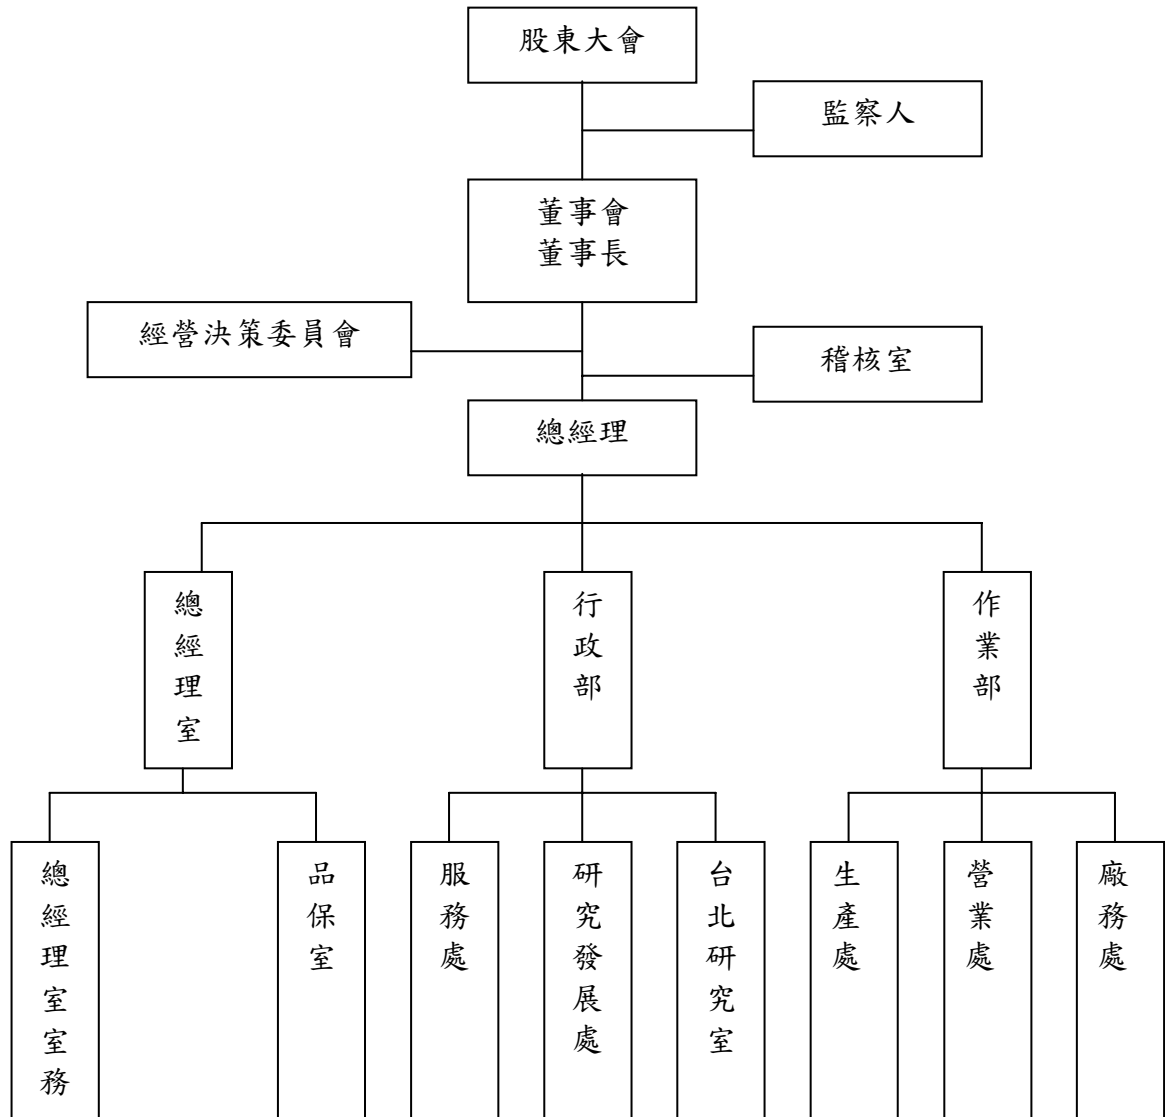 股東大會
監察人
董事會
董事長
經營決策委員會
稽核室
總經理
總經理室
行政部
作業部
總經理室室務
品保室
服務處
研究發展處
台北研究室
生產處
營業處
廠務處